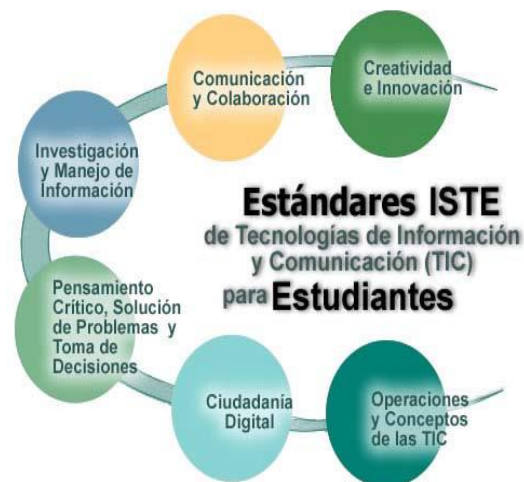 Creatividad
e Innovación
Comunicación
y Colaboración
Investigación
y Manejo de
Información
Pensamiento
Crítico, Solución
de Problemas y
Toma de
Decisiones
Ciudadanía
Digital
Operaciones
y Conceptos
de las TIC
Estándares ISTE
de Tecnologías de Información
y Comunicación (TIC)
para Estudiantes